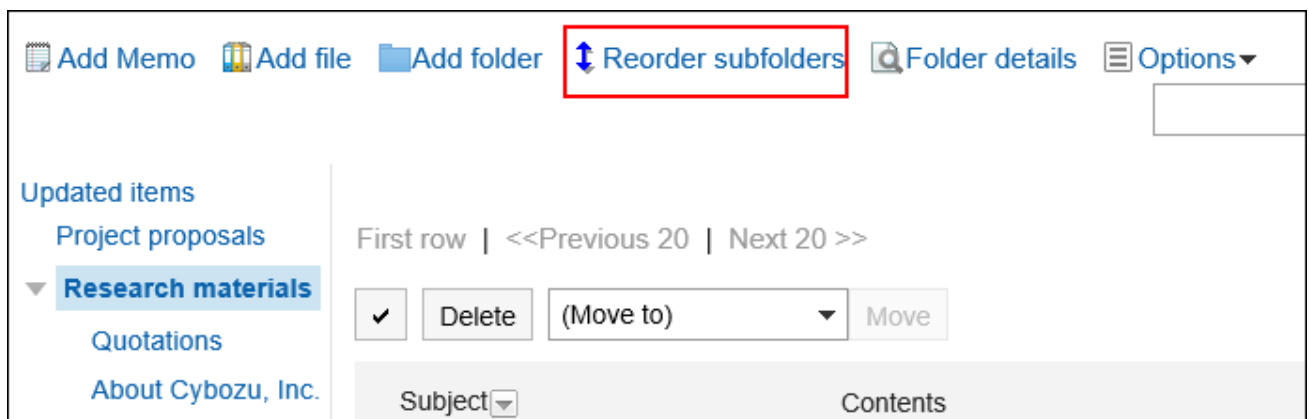 Add Memo Add file Add folder Reorder subfolders Folder details Options
Updated items
Project proposals
Research materials
Quotations
About Cybozu, Inc.
First row | <<Previous 20 | Next 20 >>
Delete (Move to) Move
Subject Contents